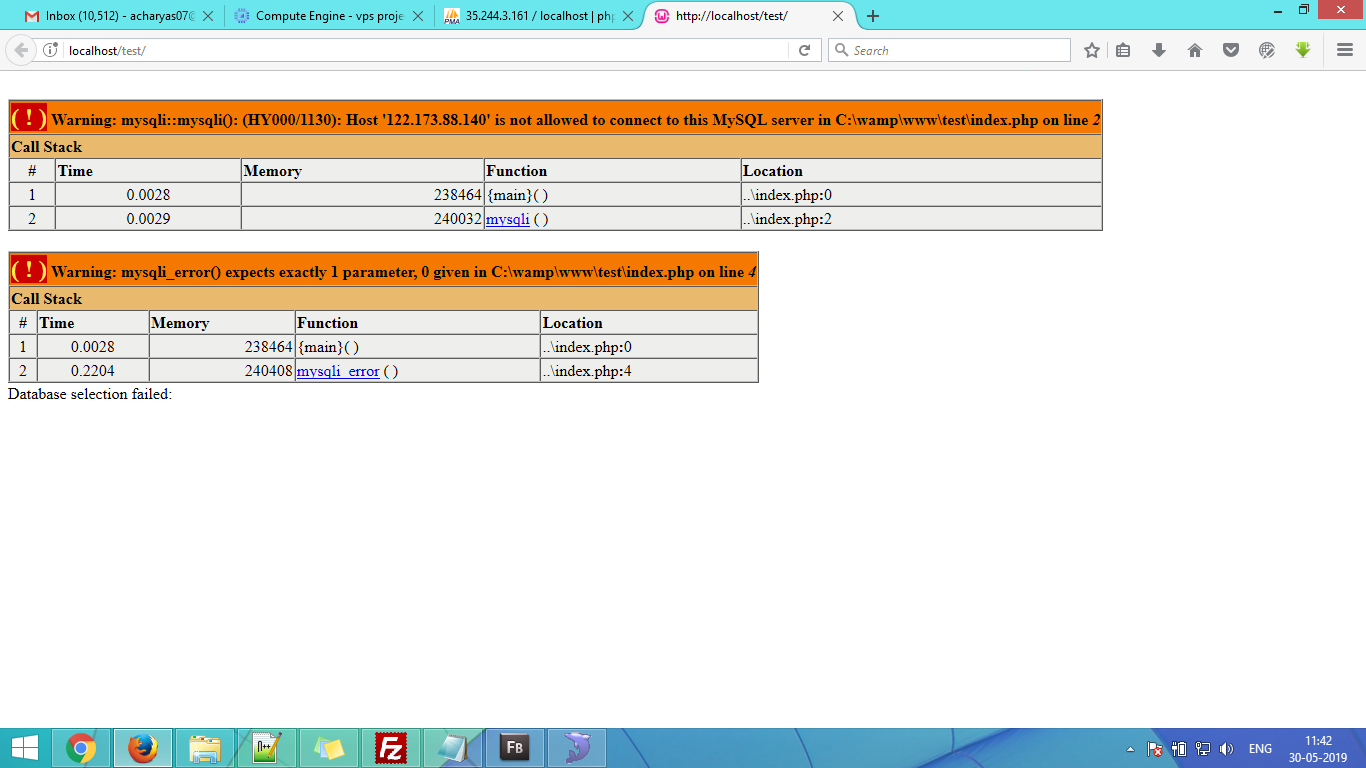 Inbox (10,512) - acharyas07@
Compute Engine - vps proje
35.244.3.161 / localhost | php
http://localhost/test/
localhost/test/
Search
( ! ) Warning: mysqli::mysqli(): (HY000/1130): Host '122.173.88.140' is not allowed to connect to this MySQL server in C:\wamp\www\test\index.php on line 2
Call Stack
# Time Memory Function Location
1 0.0028 238464 {main}( ) ..\index.php:0
2 0.0029 240032 mysqli ( ) ..\index.php:2
( ! ) Warning: mysqli_error() expects exactly 1 parameter, 0 given in C:\wamp\www\test\index.php on line 4
Call Stack
# Time Memory Function Location
1 0.0028 238464 {main}( ) ..\index.php:0
2 0.2204 240408 mysqli_error ( ) ..\index.php:4
Database selection failed:
Fz
FB
ENG
11:42
30-05-2019